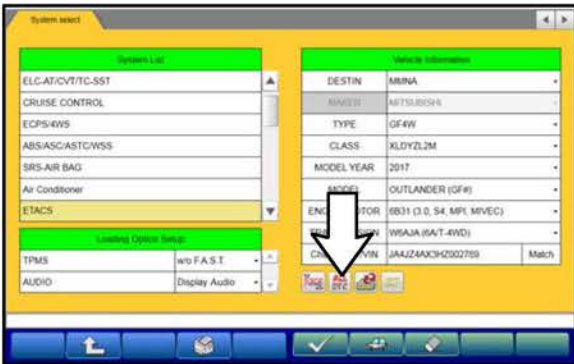 System select
System List
ELC-AT/CVT/TC-SST
CRUISE CONTROL
ECPS/4WS
ABS/ASC/ASTC/WSS
SRS-AIR BAG
Air Conditioner
ETACS
Loading Option Setup
TPMS w/o F.A.S.T.
AUDIO Display Audio
Vehicle Information
DESTIN MMNA
MAKER MITSUBISHI
TYPE GF4W
CLASS XLDYZL2M
MODEL YEAR 2017
MODEL OUTLANDER (GF#)
6B31 (3.0, S4, MPI, MIVEC)
W6AJA (6A/T-4WD)
VIN JA4JZ4AX3HZ002769 Match
DTC